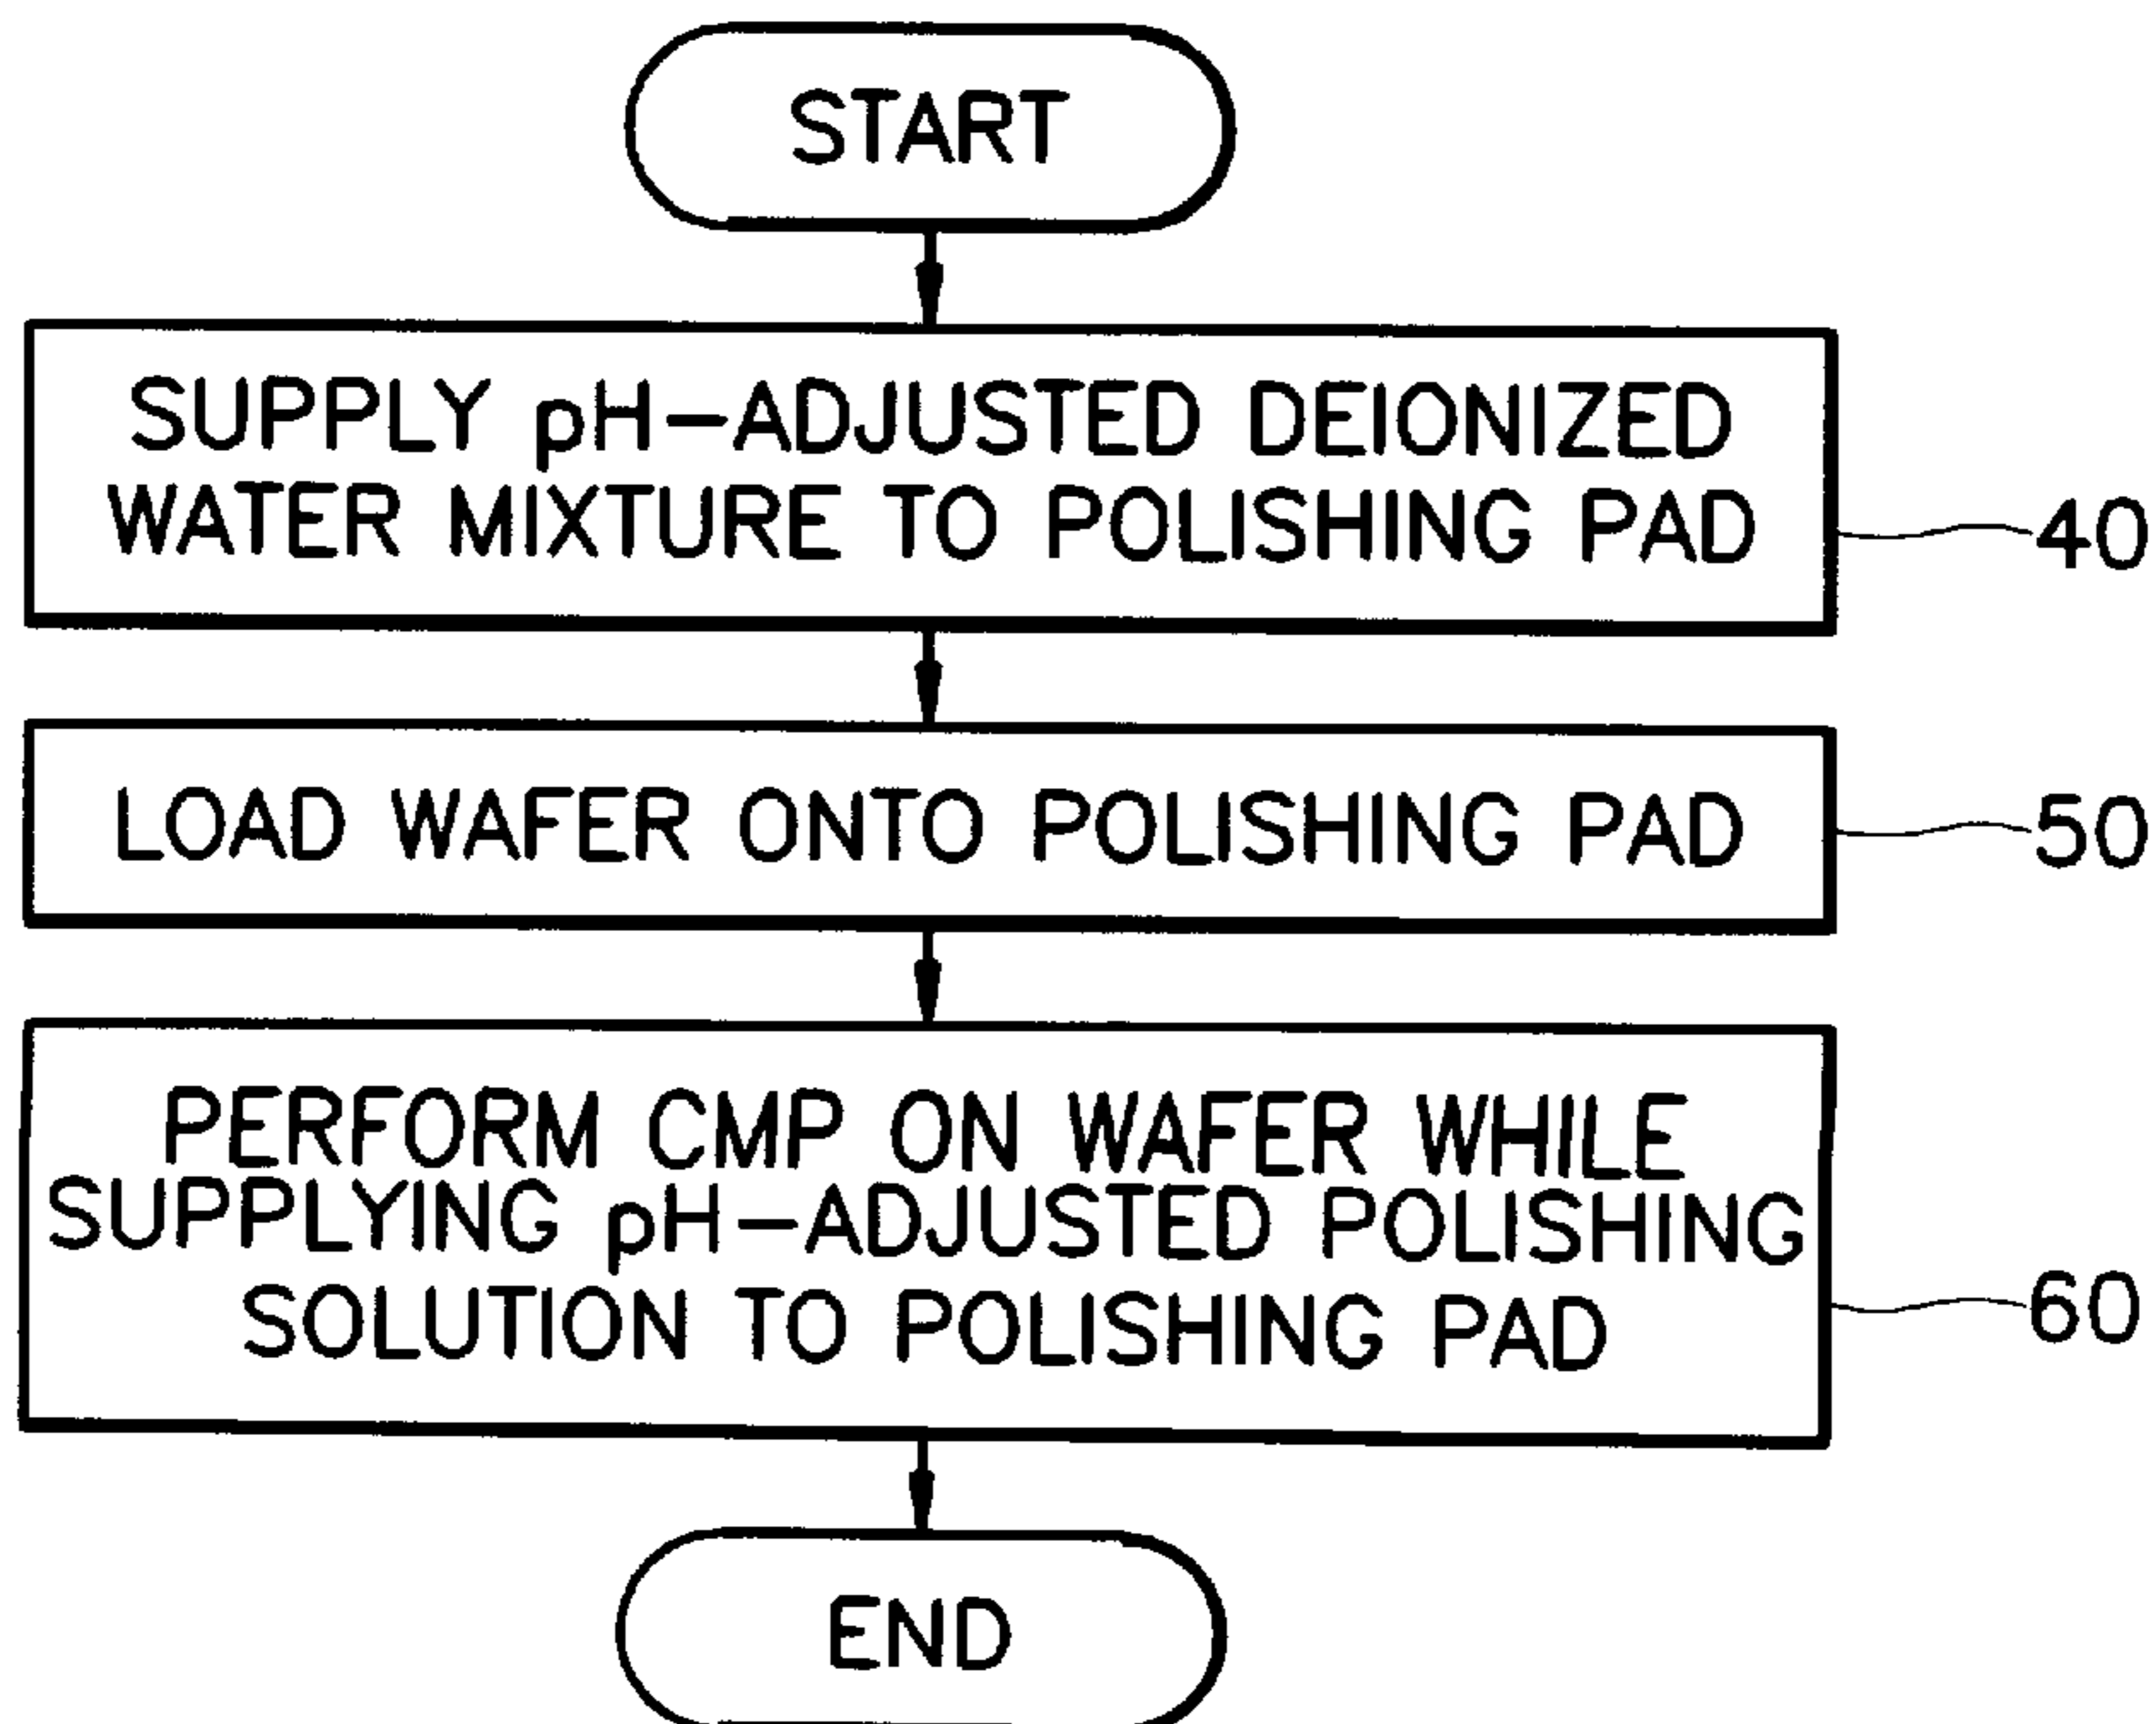 START
SUPPLY pH-ADJUSTED DEIONIZED
WATER MIXTURE TO POLISHING PAD
40
LOAD WAFER ONTO POLISHING PAD
50
PERFORM CMP ON WAFER WHILE
SUPPLYING pH-ADJUSTED POLISHING
SOLUTION TO POLISHING PAD
60
END